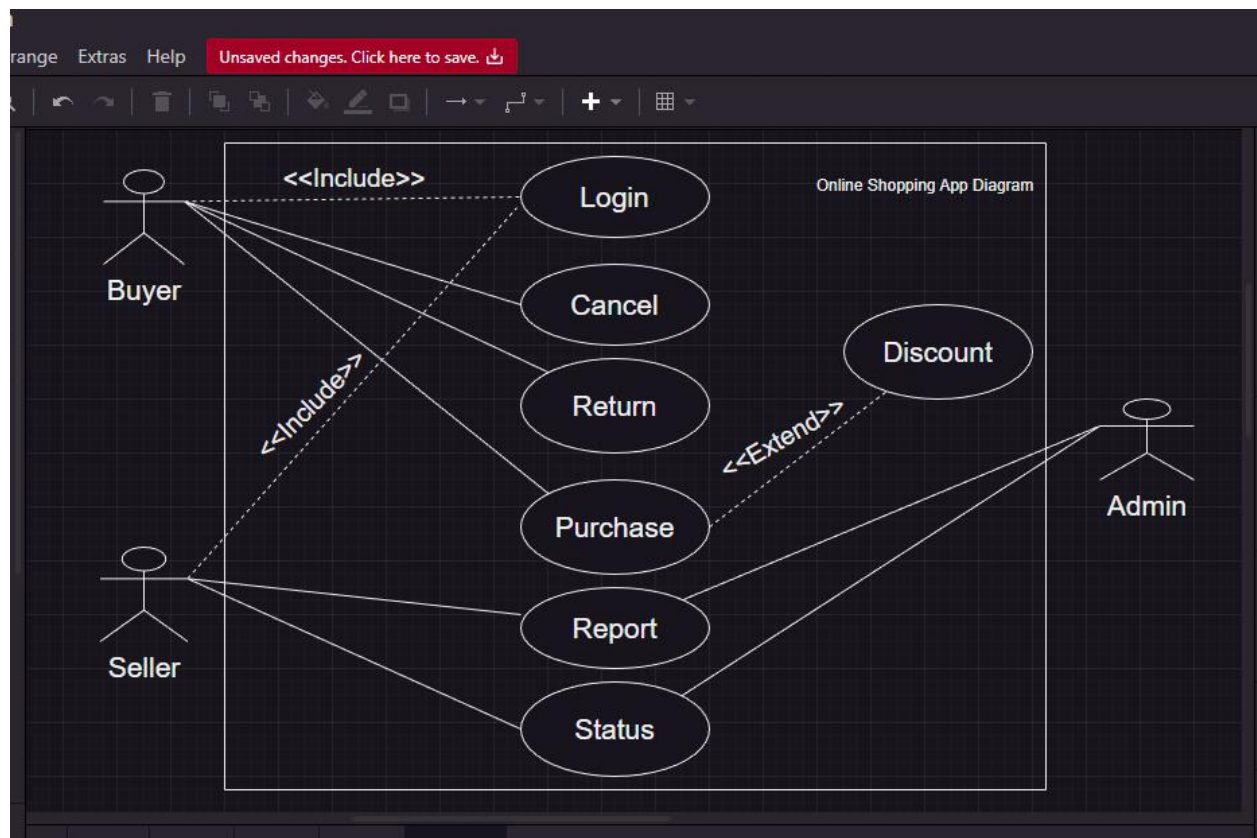 range Extras Help Unsaved changes. Click here to save.
<<Include>>
Login
Online Shopping App Diagram
Buyer
Cancel
Discount
<<Include>>
Return
<<Extend>>
Admin
Purchase
Report
Seller
Status